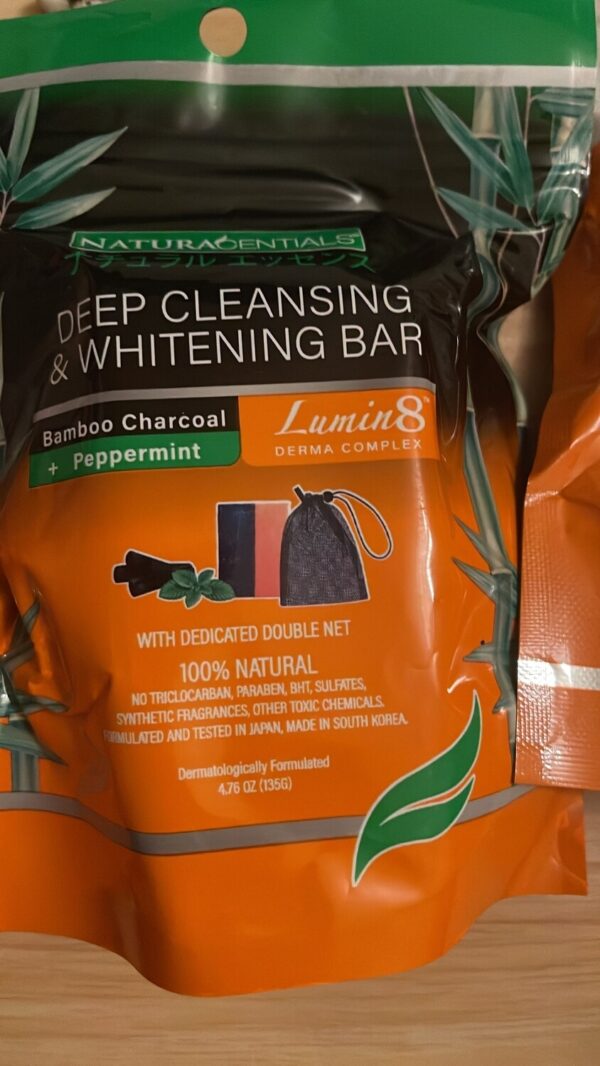 NATURACENTIALS
ナチュラル エッセンス
DEEP CLEANSING
& WHITENING BAR
Bamboo Charcoal
+ Peppermint
Lumin8™
DERMA COMPLEX
WITH DEDICATED DOUBLE NET
100% NATURAL
NO TRICLOCARBAN, PARABEN, BHT, SULFATES,
SYNTHETIC FRAGRANCES, OTHER TOXIC CHEMICALS.
FORMULATED AND TESTED IN JAPAN, MADE IN SOUTH KOREA.
Dermatologically Formulated
4.76 OZ (135G)